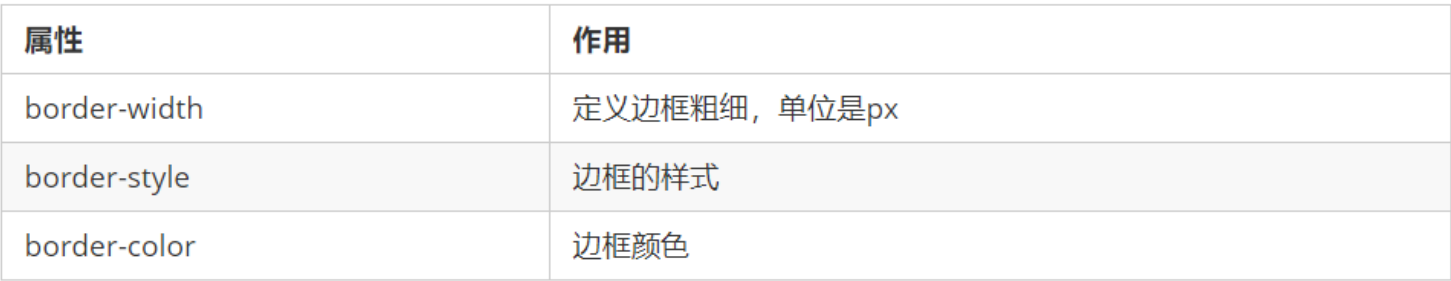 属性 作用
border-width 定义边框粗细，单位是px
border-style 边框的样式
border-color 边框颜色